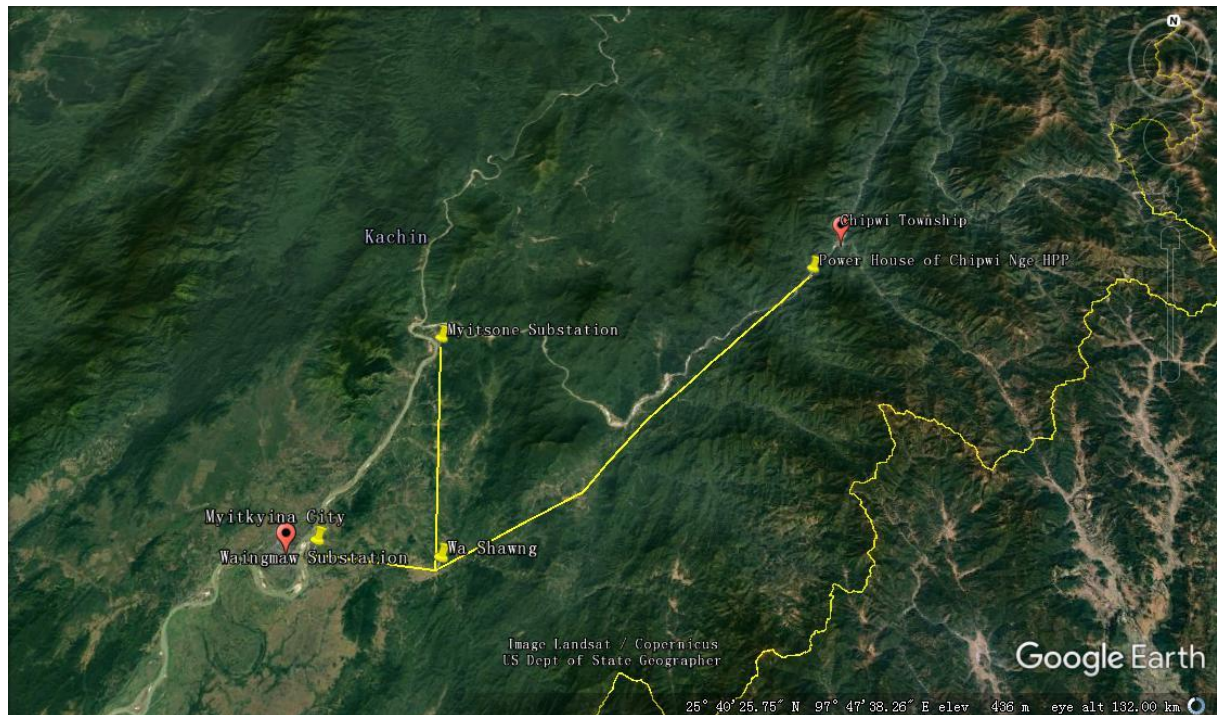 N
Chipwi Township
Kachin
Power House of Chipwi Nge HPP
Myitsone Substation
Myitkyina City
Wa Shawng
Waingmaw Substation
Image Landsat / Copernicus
US Dept of State Geographer
Google Earth
25° 40'25.75" N 97° 47'38.26" E elev 436 m eye alt 132.00 km